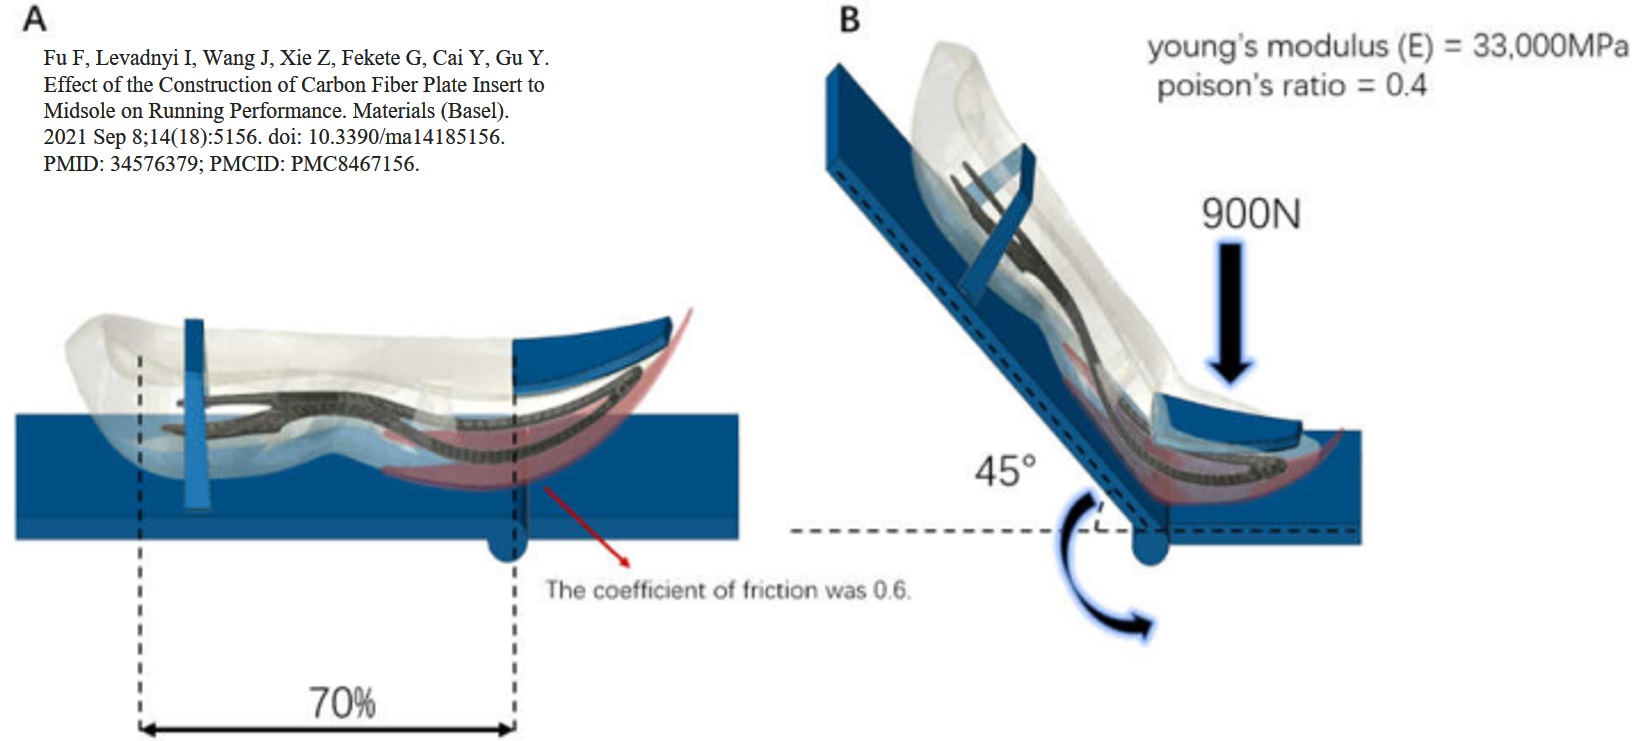 A
Fu F, Levadnyi I, Wang J, Xie Z, Fekete G, Cai Y, Gu Y.
Effect of the Construction of Carbon Fiber Plate Insert to
Midsole on Running Performance. Materials (Basel).
2021 Sep 8;14(18):5156. doi: 10.3390/ma14185156.
PMID: 34576379; PMCID: PMC8467156.
The coefficient of friction was 0.6.
70%
B
young's modulus (E) = 33,000MPa
poison's ratio = 0.4
900N
45°